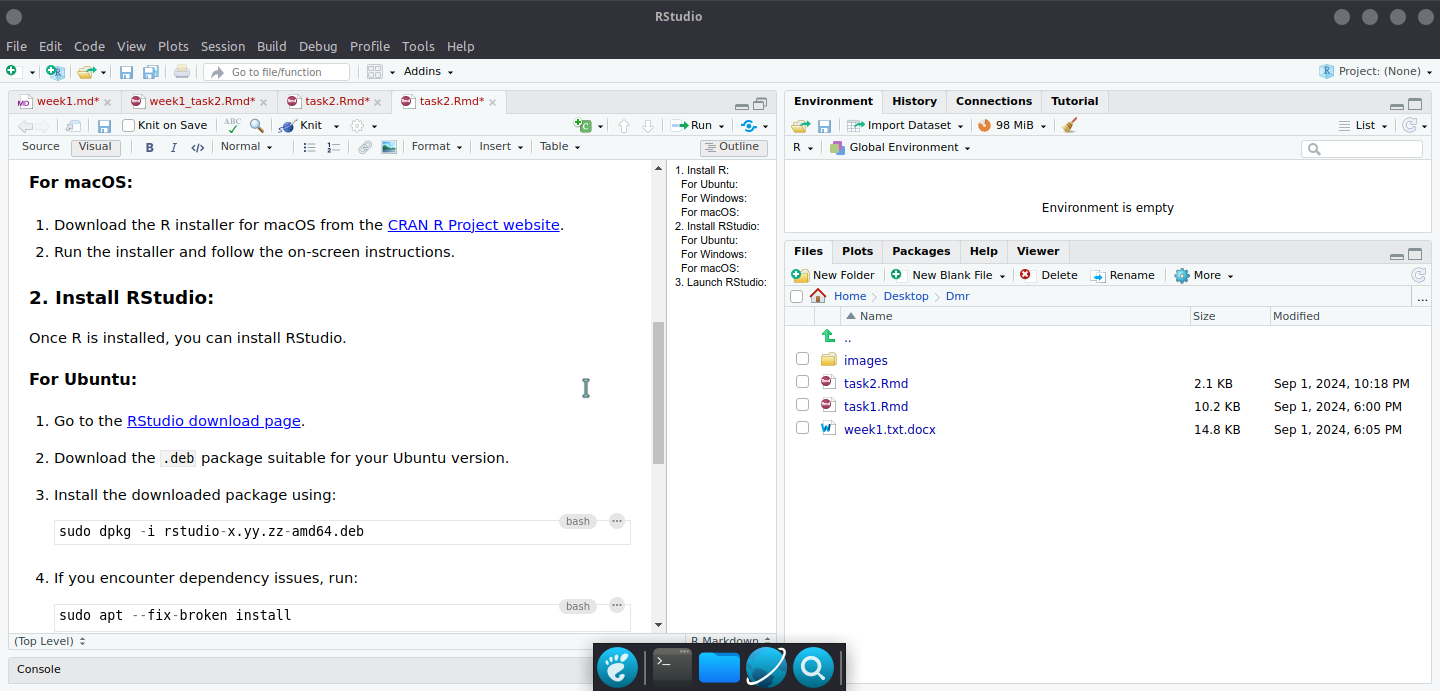 RStudio
File Edit Code View Plots Session Build Debug Profile Tools Help
Go to file/function Addins Project: (None)
week1.md* week1_task2.Rmd* task2.Rmd* task2.Rmd*
Knit on Save ABC Knit Run
Source Visual B I </> Normal Format Insert Table Outline
For macOS:
1. Download the R installer for macOS from the CRAN R Project website.
2. Run the installer and follow the on-screen instructions.
2. Install RStudio:
Once R is installed, you can install RStudio.
For Ubuntu:
1. Go to the RStudio download page.
2. Download the .deb package suitable for your Ubuntu version.
3. Install the downloaded package using:
bash
sudo dpkg -i rstudio-x.yy.zz-amd64.deb
4. If you encounter dependency issues, run:
bash
sudo apt --fix-broken install
(Top Level) R Markdown
Console
1. Install R:
For Ubuntu:
For Windows:
For macOS:
2. Install RStudio:
For Ubuntu:
For Windows:
For macOS:
3. Launch RStudio:
Environment History Connections Tutorial
Import Dataset 98 MiB List
R Global Environment
Environment is empty
Files Plots Packages Help Viewer
New Folder New Blank File Delete Rename More
Home Desktop Dmr ...
Name Size Modified
..
images
task2.Rmd 2.1 KB Sep 1, 2024, 10:18 PM
task1.Rmd 10.2 KB Sep 1, 2024, 6:00 PM
week1.txt.docx 14.8 KB Sep 1, 2024, 6:05 PM